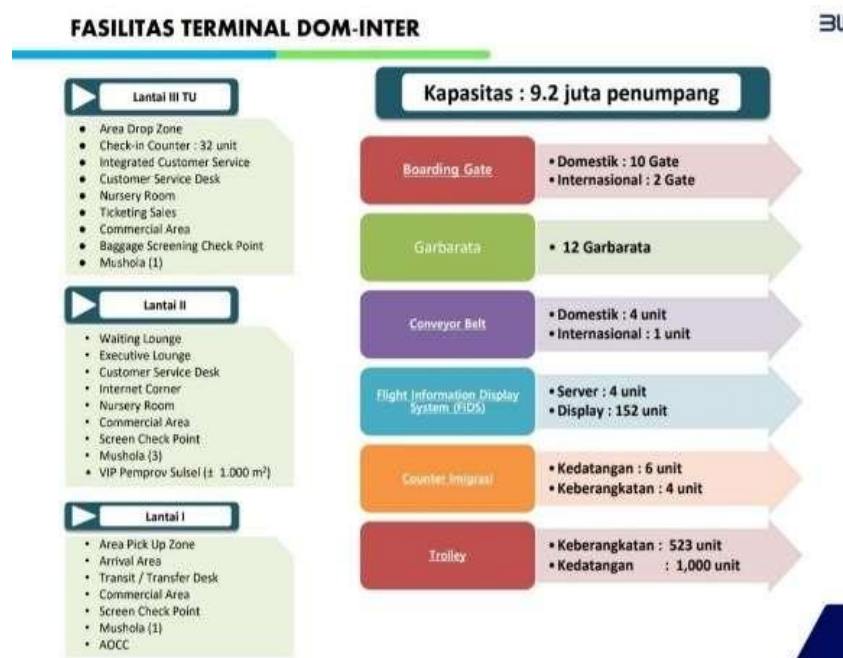 FASILITAS TERMINAL DOM-INTER
Lantai III TU
● Area Drop Zone
● Check-in Counter : 32 unit
● Integrated Customer Service
● Customer Service Desk
● Nursery Room
● Ticketing Sales
● Commercial Area
● Baggage Screening Check Point
● Mushola (1)
Lantai II
• Waiting Lounge
• Executive Lounge
• Customer Service Desk
• Internet Corner
• Nursery Room
• Commercial Area
• Screen Check Point
• Mushola (3)
• VIP Pemprov Sulsel (± 1.000 m²)
Lantai I
• Area Pick Up Zone
• Arrival Area
• Transit / Transfer Desk
• Commercial Area
• Screen Check Point
• Mushola (1)
• AOCC
Kapasitas : 9.2 juta penumpang
Boarding Gate
• Domestik : 10 Gate
• Internasional : 2 Gate
Garbarata
• 12 Garbarata
Conveyor Belt
• Domestik : 4 unit
• Internasional : 1 unit
Flight Information Display
System (FIDS)
• Server : 4 unit
• Display : 152 unit
Counter Imigrasi
• Kedatangan : 6 unit
• Keberangkatan : 4 unit
Trolley
• Keberangkatan : 523 unit
• Kedatangan : 1,000 unit